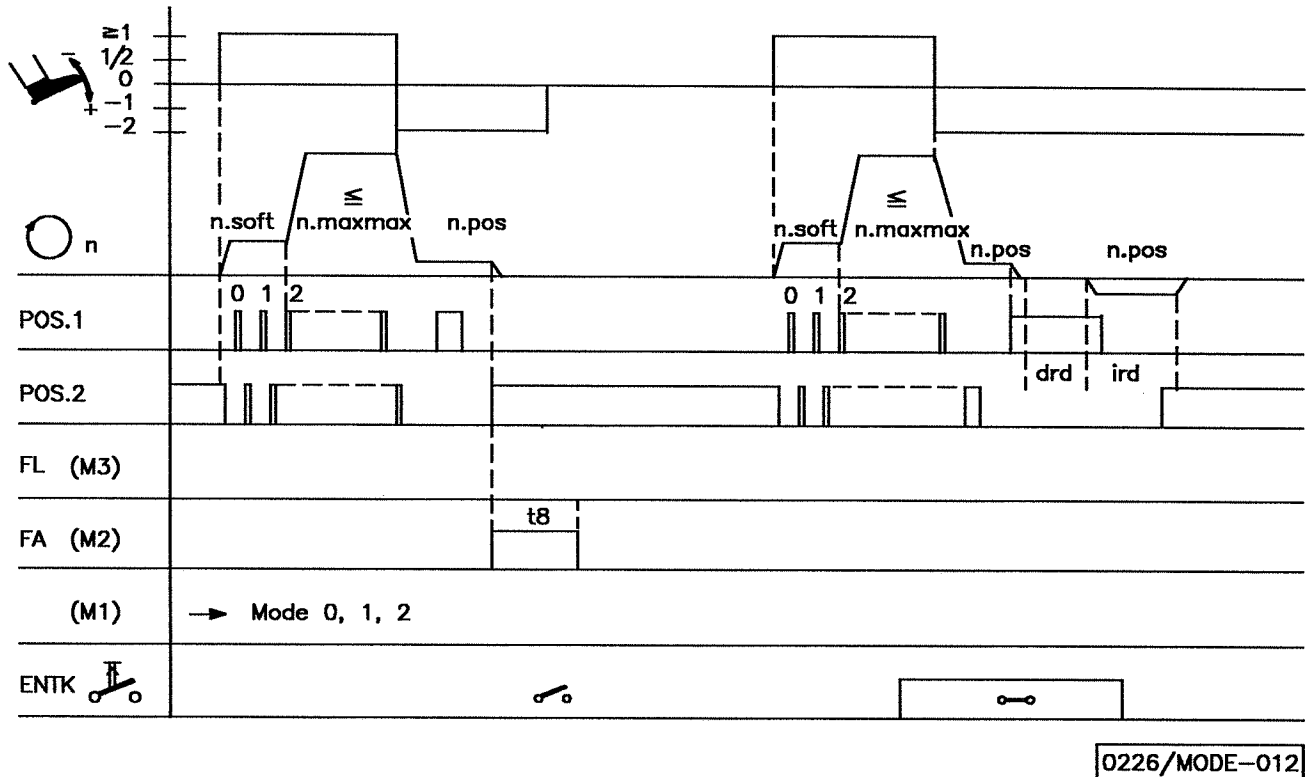 ≥1
1/2
0
−
+
−1
−2
≦ ≦
n.soft n.maxmax n.pos n.soft n.maxmax n.pos n.pos
n
0 1 2 0 1 2
POS.1
drd ird
POS.2
FL (M3)
t8
FA (M2)
(M1) Mode 0, 1, 2
ENTK
0226/MODE−012